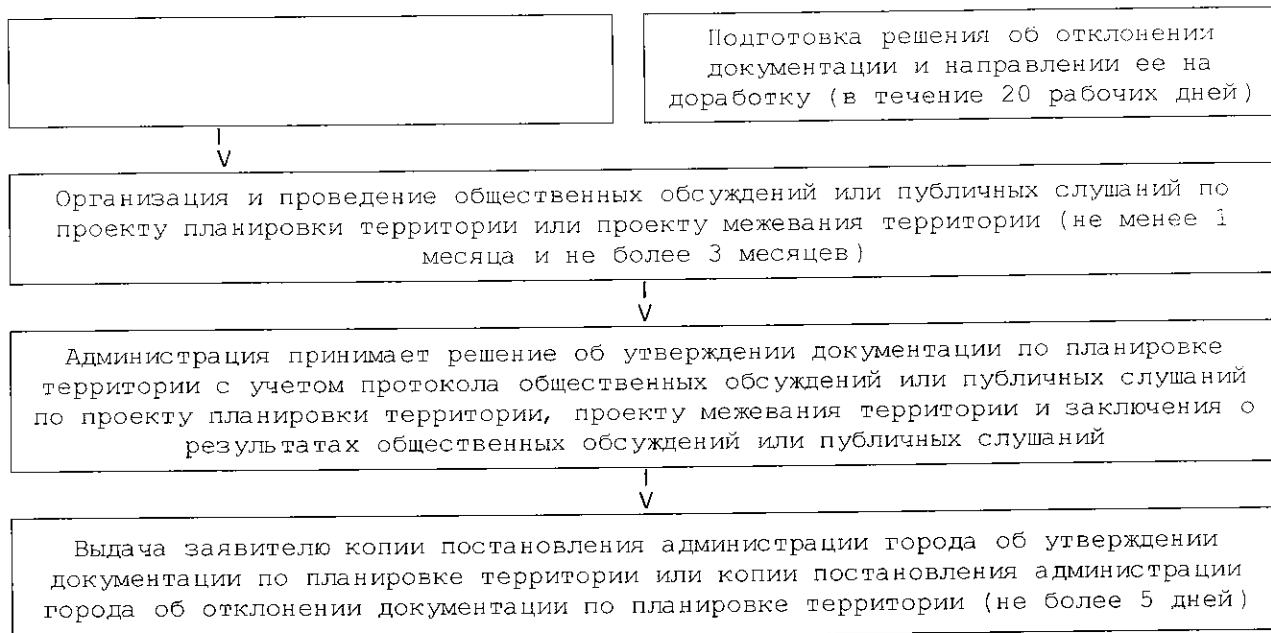 Подготовка решения об отклонении
документации и направлении ее на
доработку (в течение 20 рабочих дней)
Организация и проведение общественных обсуждений или публичных слушаний по
проекту планировки территории или проекту межевания территории (не менее 1
месяца и не более 3 месяцев)
Администрация принимает решение об утверждении документации по планировке
территории с учетом протокола общественных обсуждений или публичных слушаний
по проекту планировки территории, проекту межевания территории и заключения о
результатах общественных обсуждений или публичных слушаний
Выдача заявителю копии постановления администрации города об утверждении
документации по планировке территории или копии постановления администрации
города об отклонении документации по планировке территории (не более 5 дней)